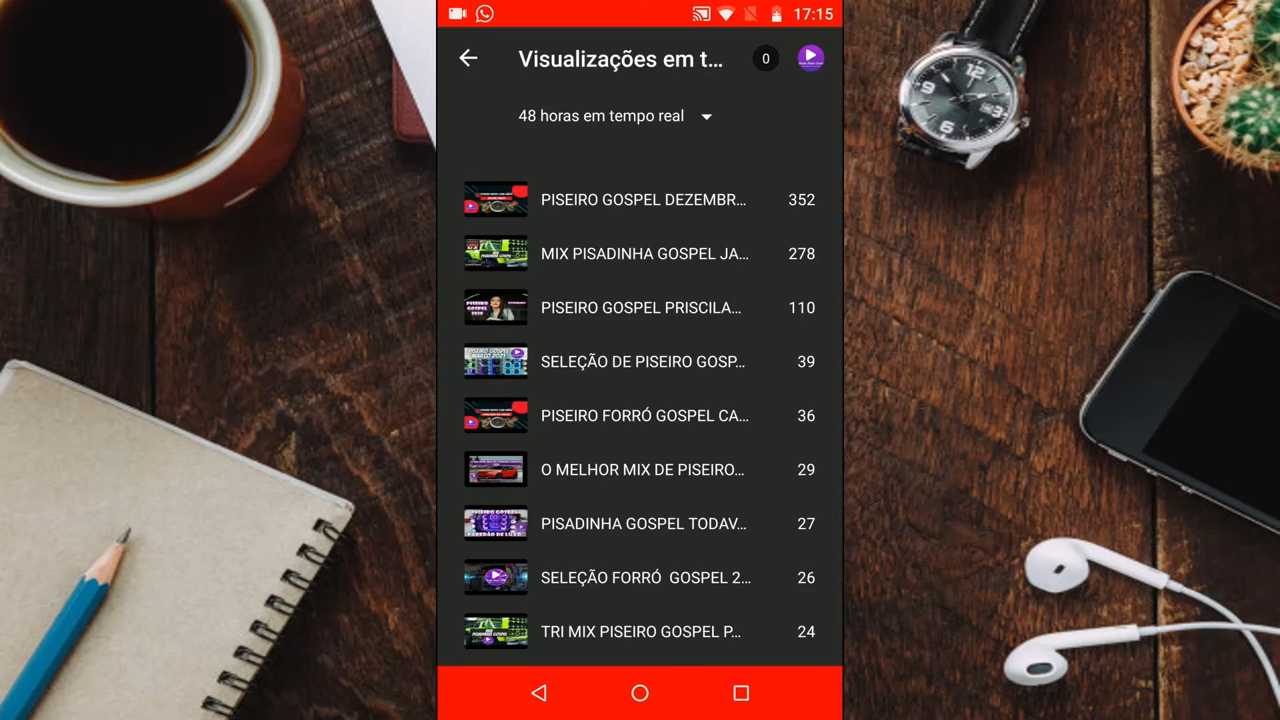 17:15
Visualizações em t...
0
48 horas em tempo real
PISEIRO GOSPEL DEZEMBR...
352
MIX PISADINHA GOSPEL JA...
278
PISEIRO GOSPEL PRISCILA...
110
SELEÇÃO DE PISEIRO GOSP...
39
PISEIRO FORRÓ GOSPEL CA...
36
O MELHOR MIX DE PISEIRO...
29
PISADINHA GOSPEL TODAV...
27
SELEÇÃO FORRÓ GOSPEL 2...
26
TRI MIX PISEIRO GOSPEL P...
24